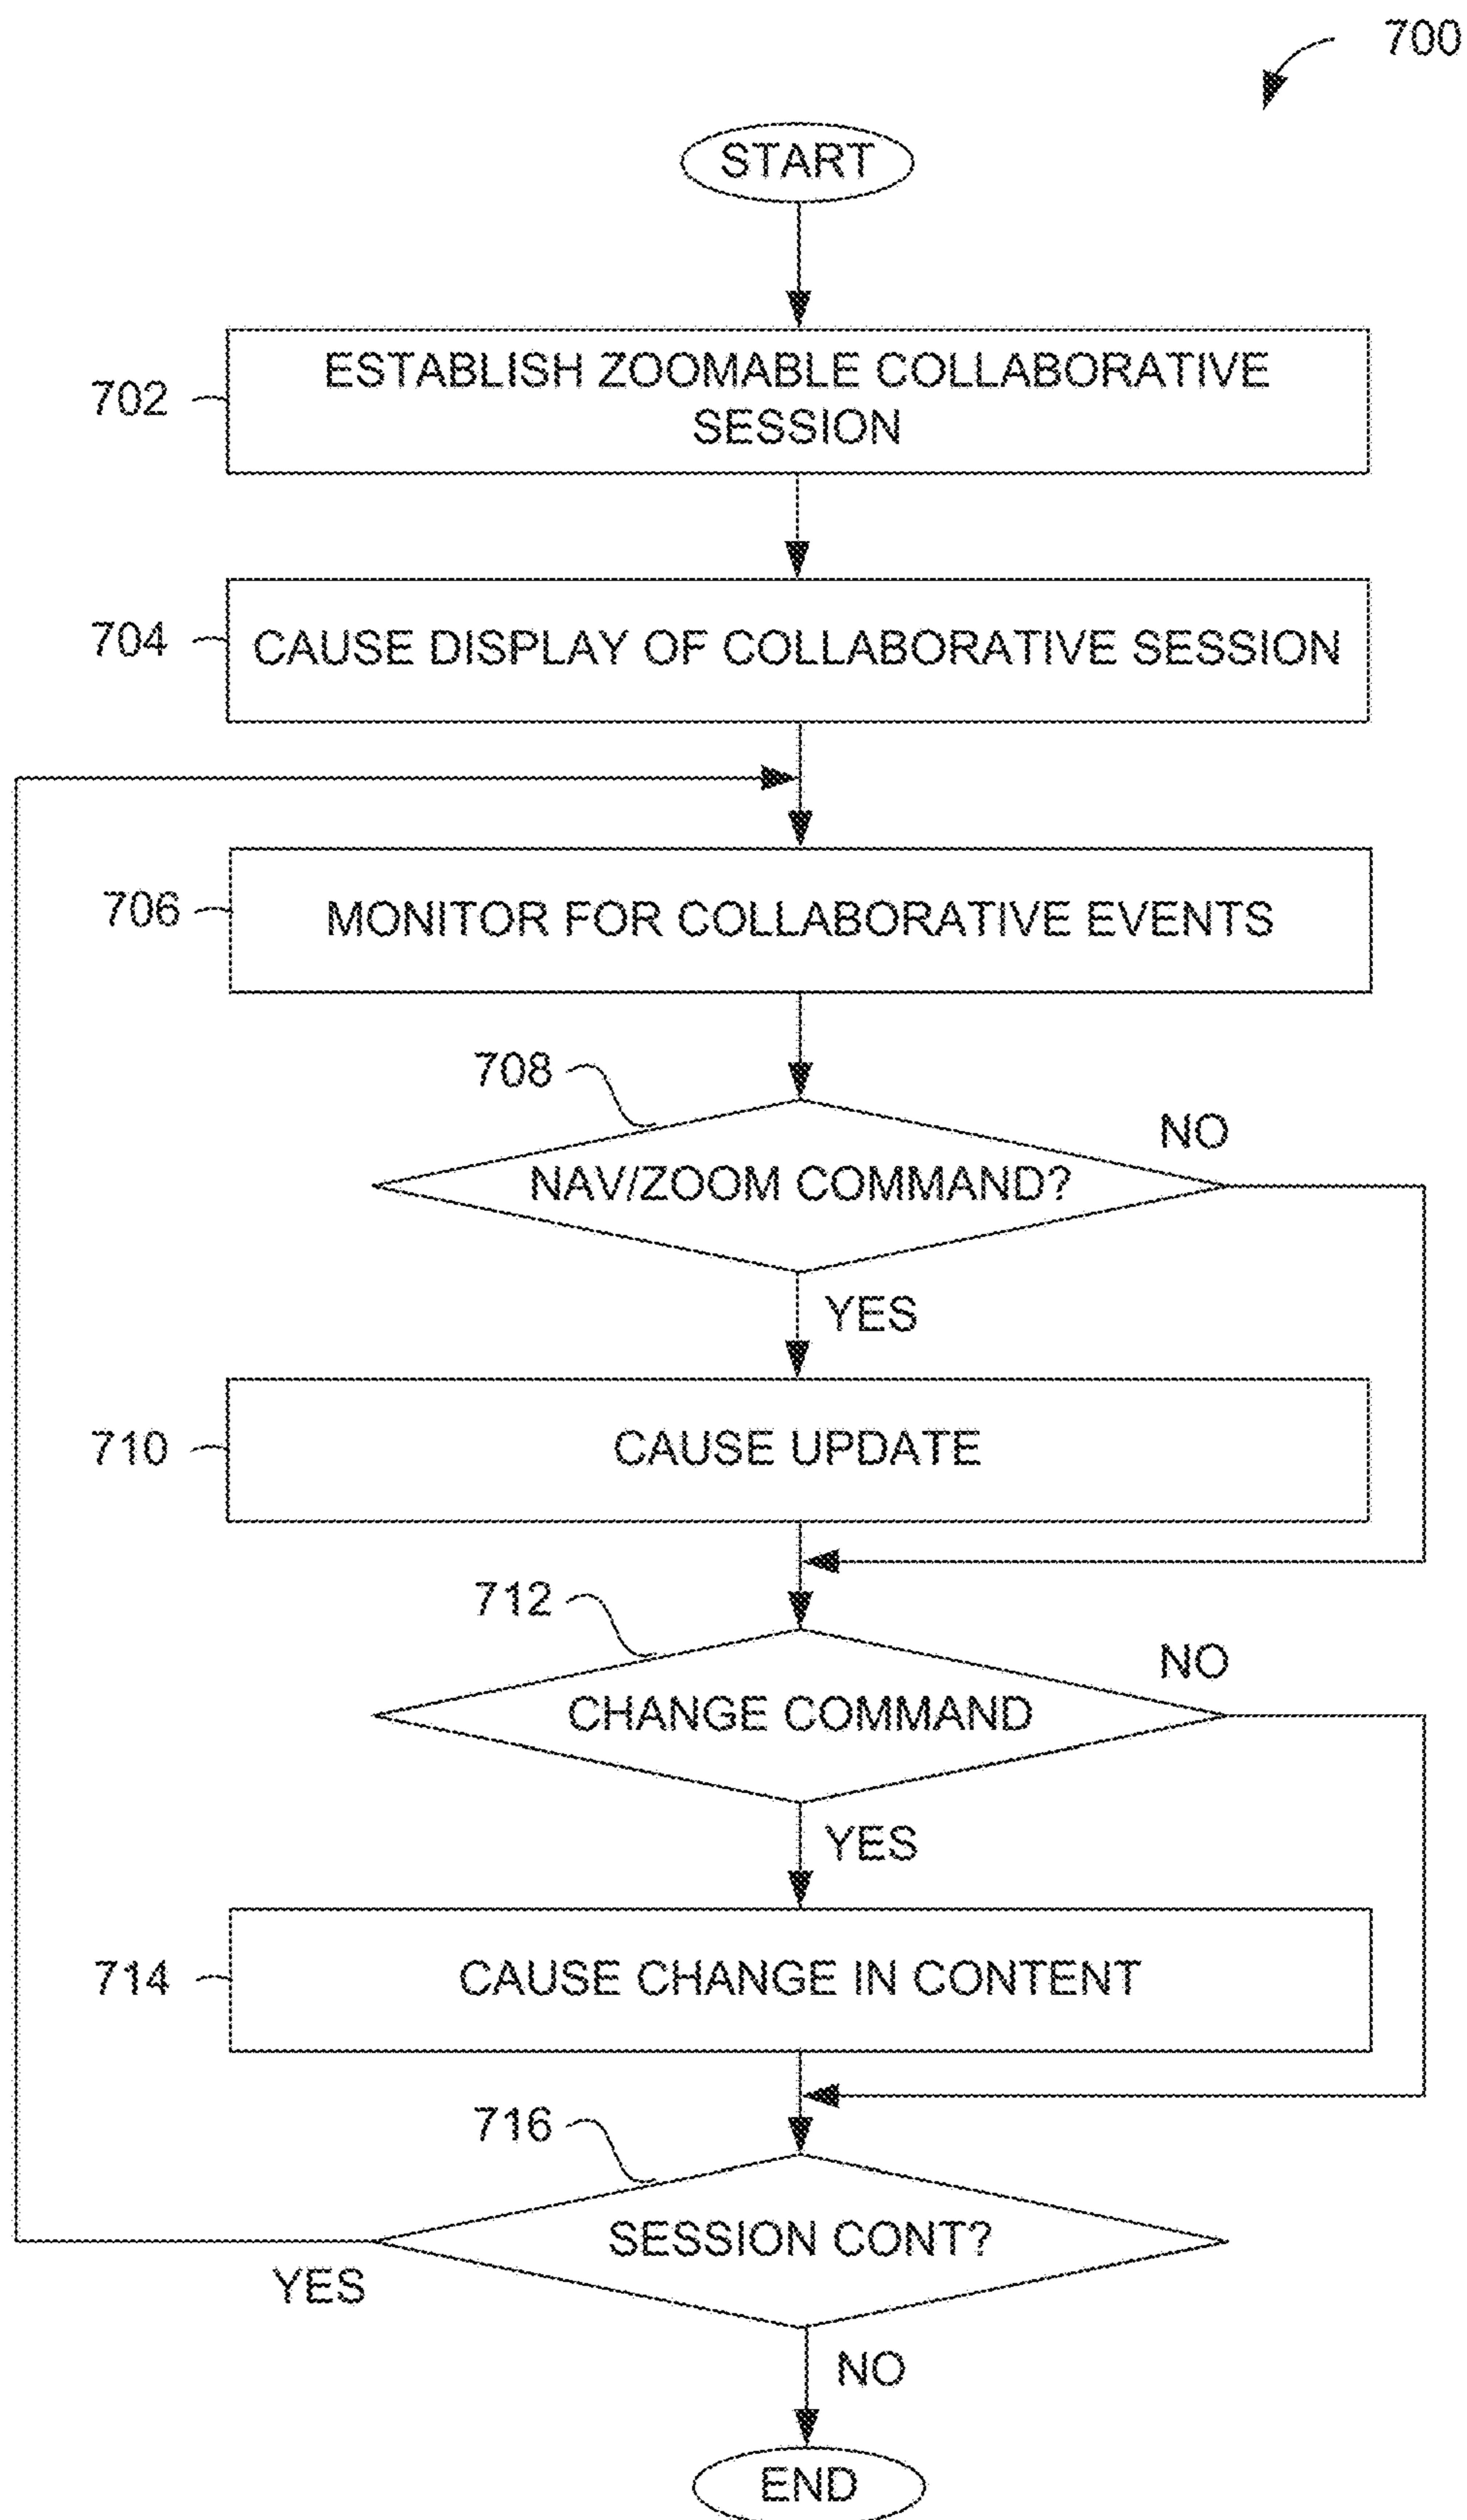 700
START
702
ESTABLISH ZOOMABLE COLLABORATIVE
SESSION
704
CAUSE DISPLAY OF COLLABORATIVE SESSION
706
MONITOR FOR COLLABORATIVE EVENTS
708
NO
NAV/ZOOM COMMAND?
YES
710
CAUSE UPDATE
712
NO
CHANGE COMMAND
YES
714
CAUSE CHANGE IN CONTENT
716
SESSION CONT?
YES
NO
END